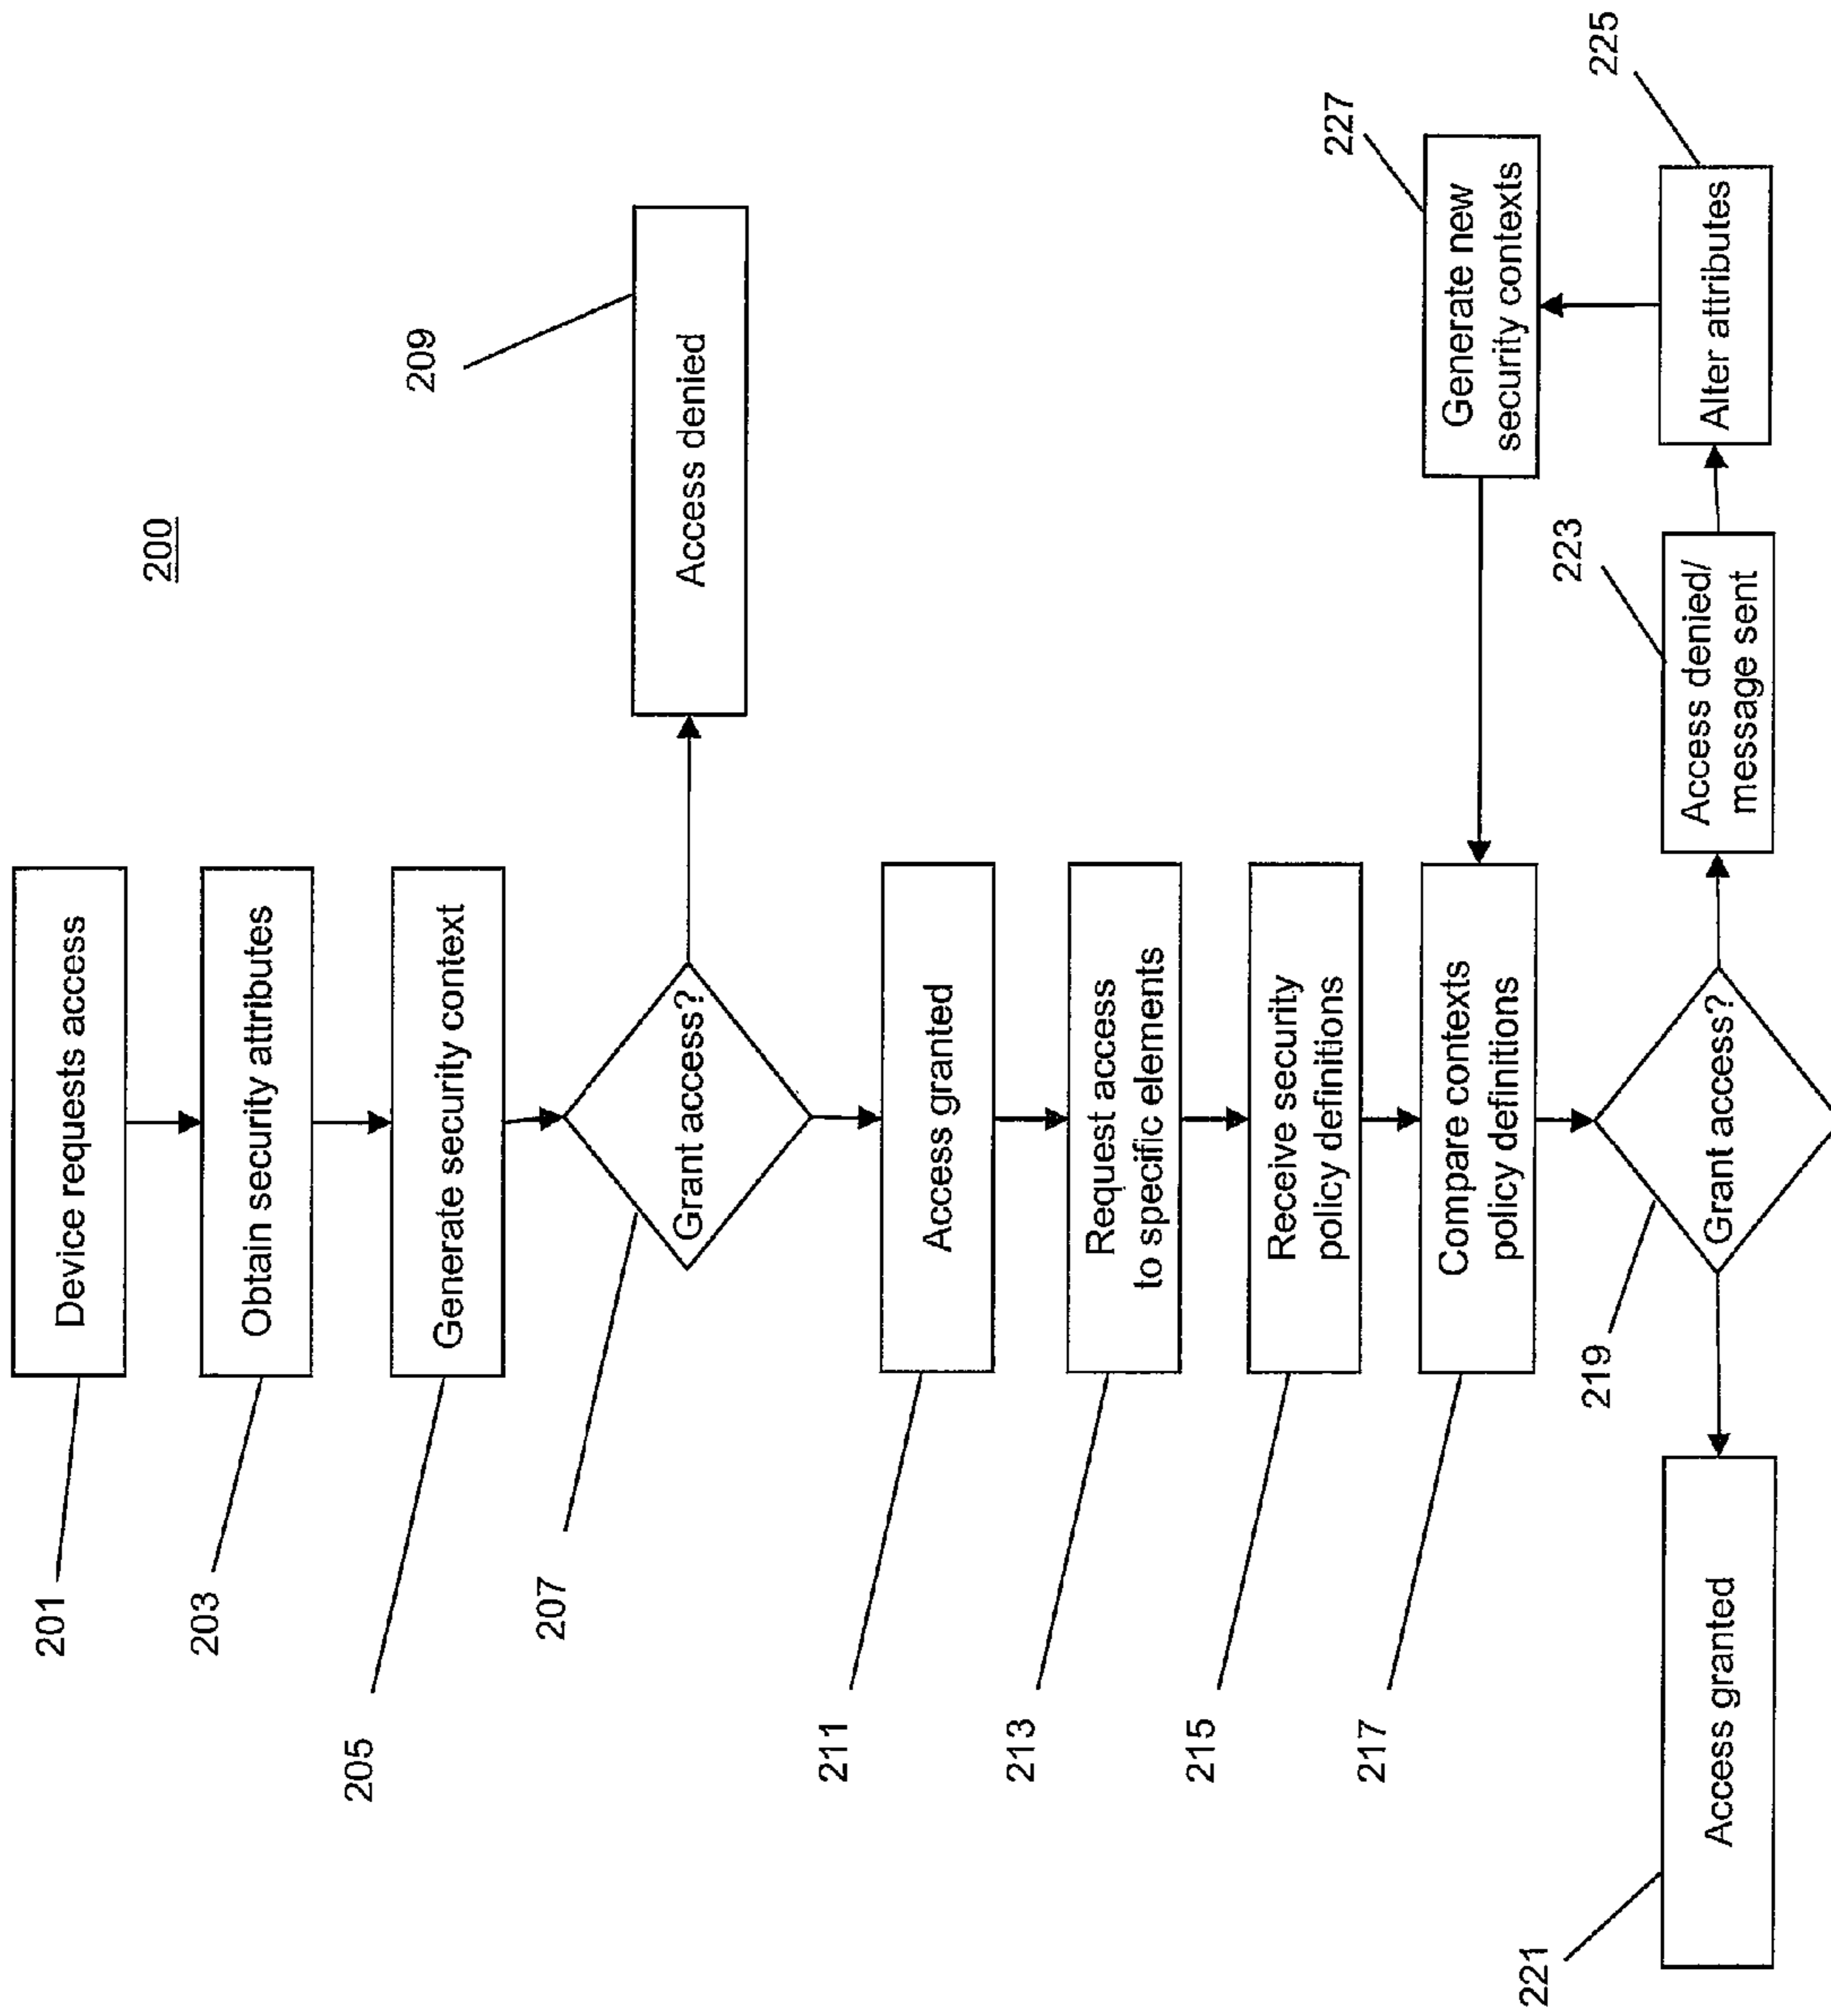 200
Device requests access
201
Obtain security attributes
203
Generate security context
205
Grant access?
207
Access denied
209
Access granted
211
Request access
to specific elements
213
Receive security
policy definitions
215
Compare contexts
policy definitions
217
Grant access?
219
Access granted
221
Access denied/
message sent
223
Alter attributes
225
Generate new
security contexts
227